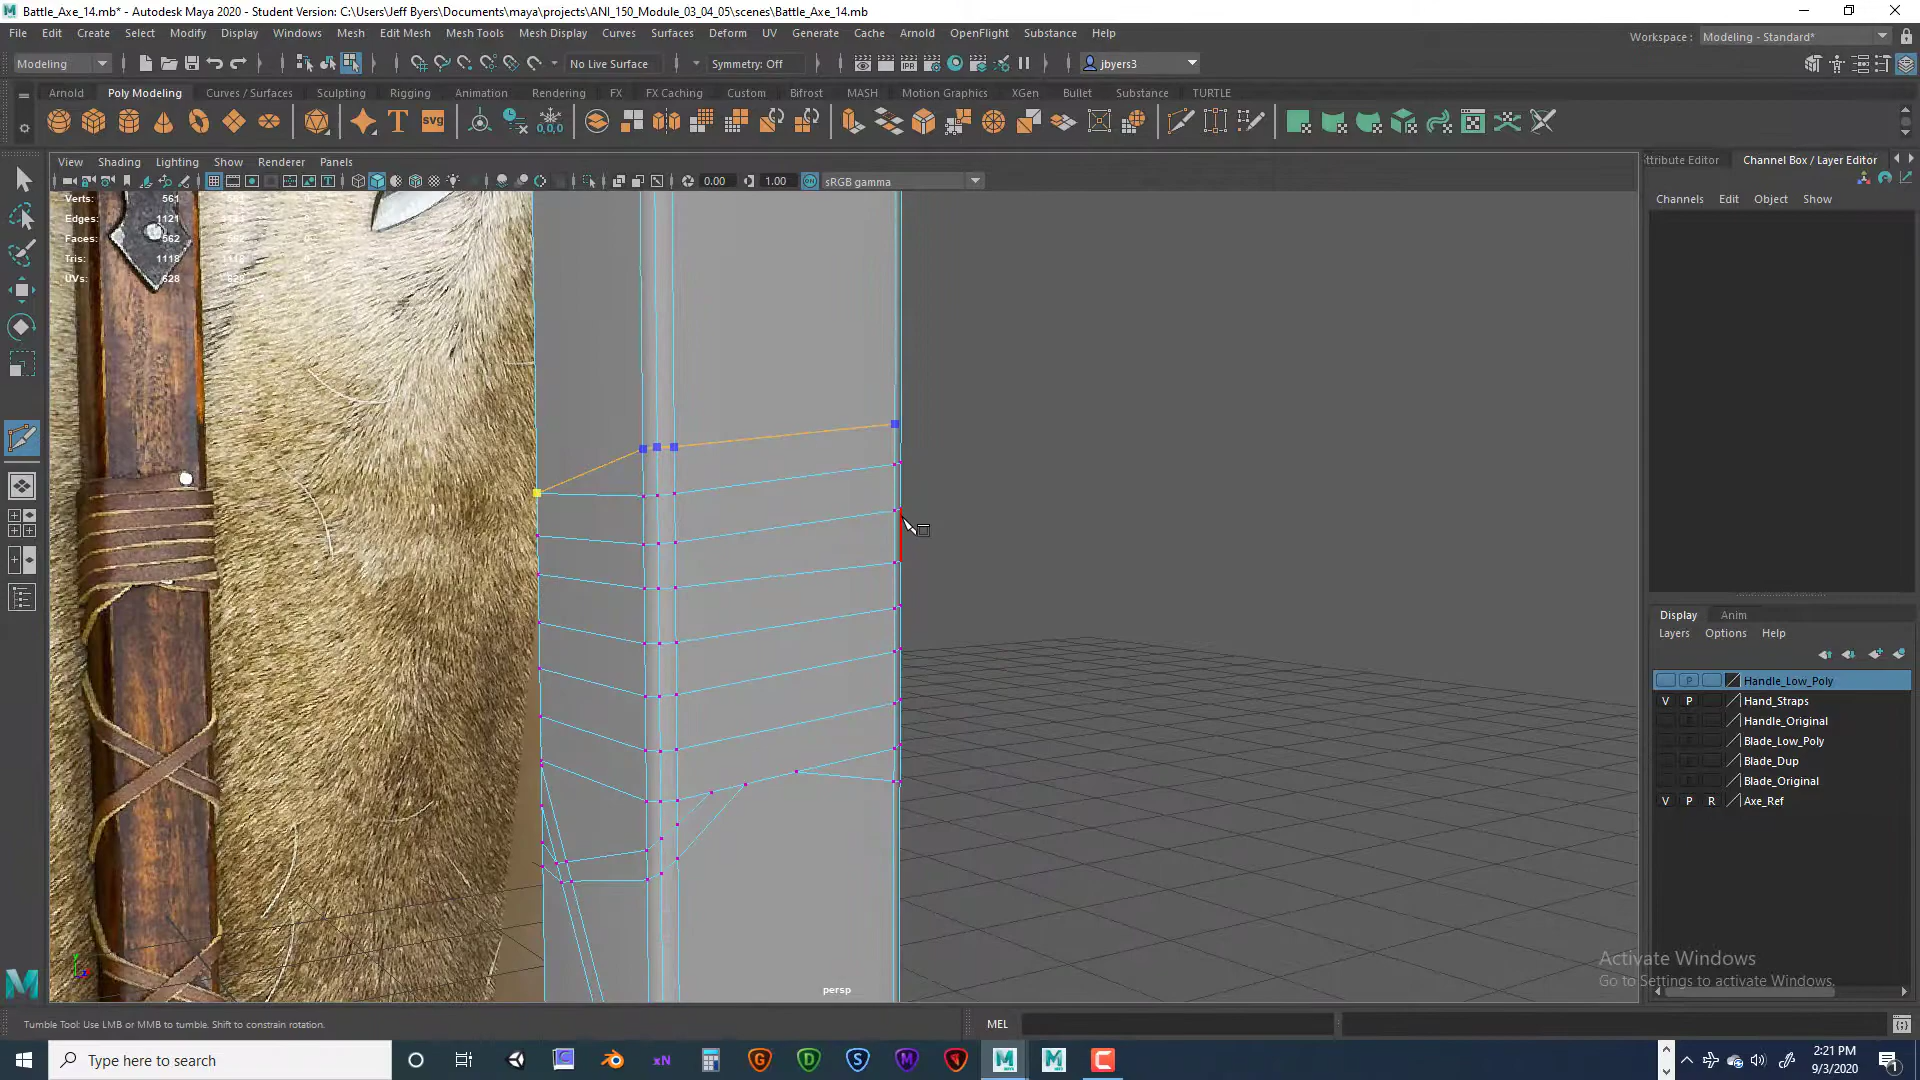 Battle_Axe_14.mb* - Autodesk Maya 2020 - Student Version: C:\Users\Jeff Byers\Documents\maya\projects\ANI_150_Module_03_04_05\scenes\Battle_Axe_14.mb
File Edit Create Select Modify Display Windows Mesh Edit Mesh Mesh Tools Mesh Display Curves Surfaces Deform UV Generate Cache Arnold OpenFlight Substance Help
Workspace : Modeling - Standard*
Modeling No Live Surface Symmetry: Off jbyers3
Arnold Poly Modeling Curves / Surfaces Sculpting Rigging Animation Rendering FX FX Caching Custom Bifrost MASH Motion Graphics XGen Bullet Substance TURTLE
View Shading Lighting Show Renderer Panels
ttribute Editor Channel Box / Layer Editor
0.00 1.00 sRGB gamma
Channels Edit Object Show
Verts: 561
Edges: 1121
Faces: 562
Tris: 1118
UVs: 628
Display Anim
Layers Options Help
Handle_Low_Poly
V P Hand_Straps
Handle_Original
Blade_Low_Poly
Blade_Dup
Blade_Original
V P R Axe_Ref
Activate Windows
Go to Settings to activate Windows.
persp
Tumble Tool: Use LMB or MMB to tumble. Shift to constrain rotation.
MEL
Type here to search
2:21 PM
9/3/2020